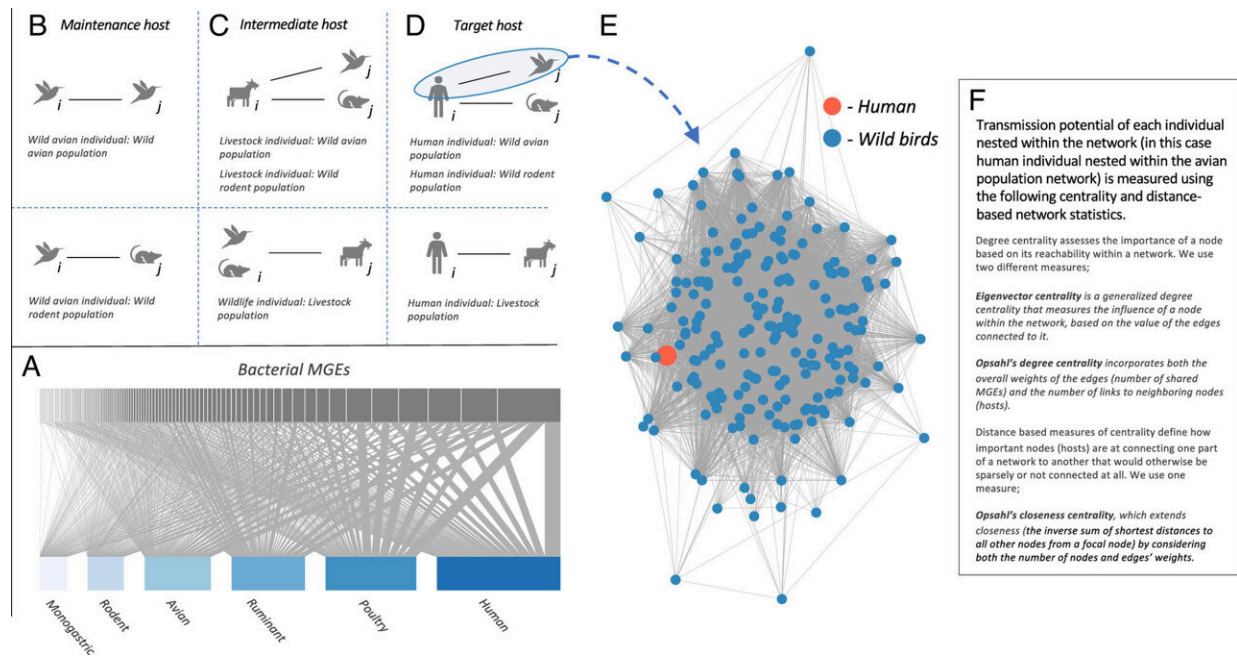 B
Maintenance host
i
j
Wild avian individual: Wild
avian population
i
j
Wild avian individual: Wild
rodent population
C
Intermediate host
j
i
j
Livestock individual: Wild avian
population
Livestock individual: Wild
rodent population
i
j
Wildlife individual: Livestock
population
D
Target host
j
i
j
Human individual: Wild avian
population
Human individual: Wild rodent
population
i
j
Human individual: Livestock
population
A
Bacterial MGEs
Monogastric
Rodent
Avian
Ruminant
Poultry
Human
E
- Human
- Wild birds
F
Transmission potential of each individual
nested within the network (in this case
human individual nested within the avian
population network) is measured using
the following centrality and distance-
based network statistics.
Degree centrality assesses the importance of a node
based on its reachability within a network. We use
two different measures;
Eigenvector centrality is a generalized degree
centrality that measures the influence of a node
within the network, based on the value of the edges
connected to it.
Opsahl's degree centrality incorporates both the
overall weights of the edges (number of shared
MGEs) and the number of links to neighboring nodes
(hosts).
Distance based measures of centrality define how
important nodes (hosts) are at connecting one part
of a network to another that would otherwise be
sparsely or not connected at all. We use one
measure;
Opsahl's closeness centrality, which extends
closeness (the inverse sum of shortest distances to
all other nodes from a focal node) by considering
both the number of nodes and edges' weights.